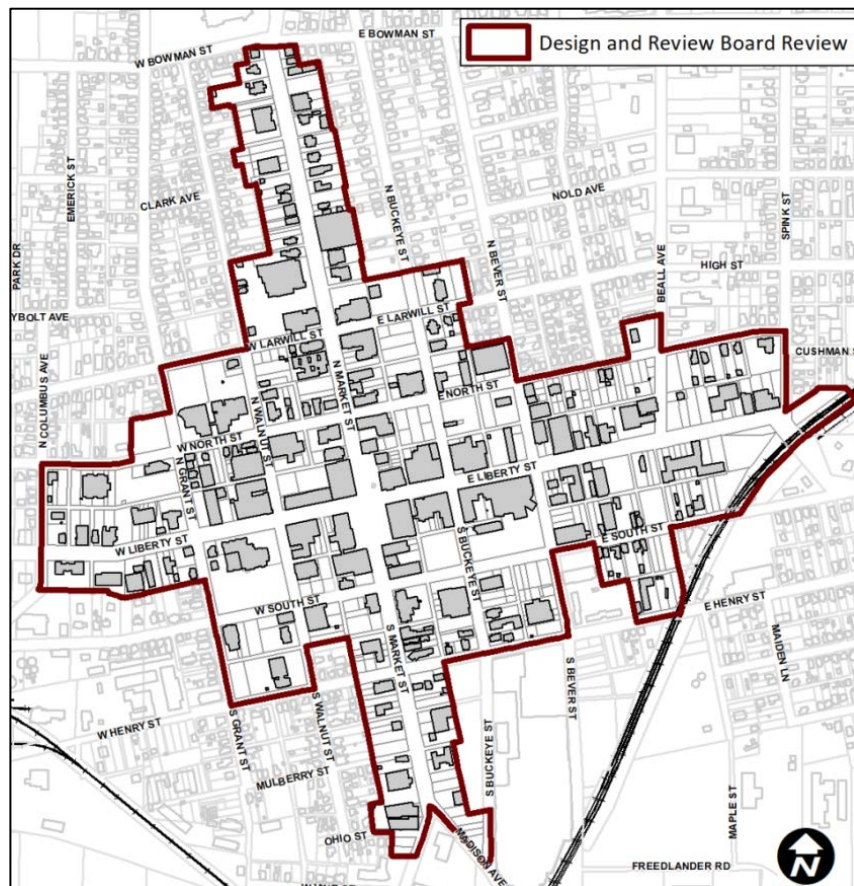 E BOWMAN ST
W BOWMAN ST
Design and Review Board Review
EMERICK ST
CLARK AVE
N BUCKEYE ST
NOLD AVE
SPINK ST
PARK DR
N BEVER ST
BEALL AVE
HIGH ST
YBOLT AVE
W LARWILL ST
E LARWILL ST
CUSHMAN
N COLUMBUS AVE
N MARKET ST
E NORTH ST
N WALNUT ST
W NORTH ST
N GRANT ST
E LIBERTY ST
W LIBERTY ST
S BUCKEYE ST
E SOUTH ST
W SOUTH ST
E HENRY ST
S MARKET ST
MAIDEN LN
S BEVER ST
W HENRY ST
S GRANT ST
S WALNUT ST
S BUCKEYE ST
MULBERRY ST
MAPLE ST
OHIO ST
MADISON AVE
FREEDLANDER RD
N